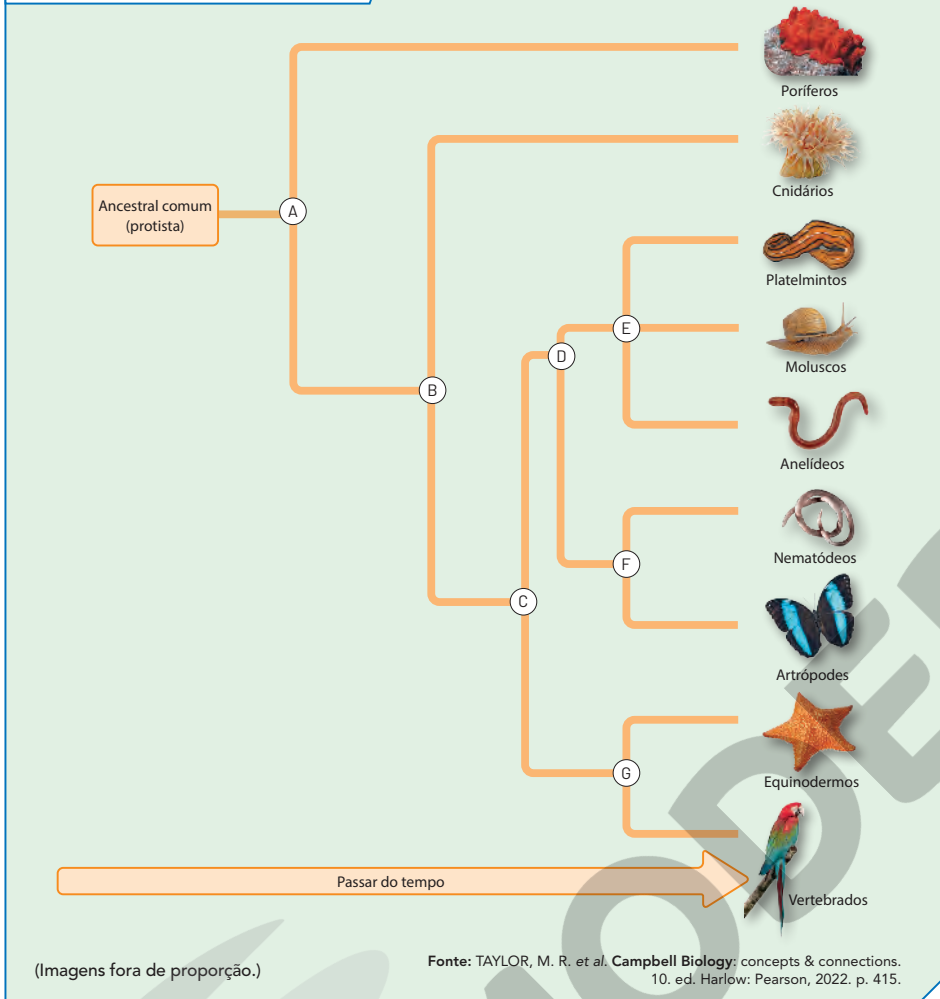 Poríferos
Cnidários
Ancestral comum
(protista)
A
Platelmintos
E
Moluscos
D
B
Anelídeos
Nematódeos
F
C
Artrópodes
Equinodermos
G
Passar do tempo
Vertebrados
(Imagens fora de proporção.)
Fonte: TAYLOR, M. R. et al. Campbell Biology: concepts & connections.
10. ed. Harlow: Pearson, 2022. p. 415.